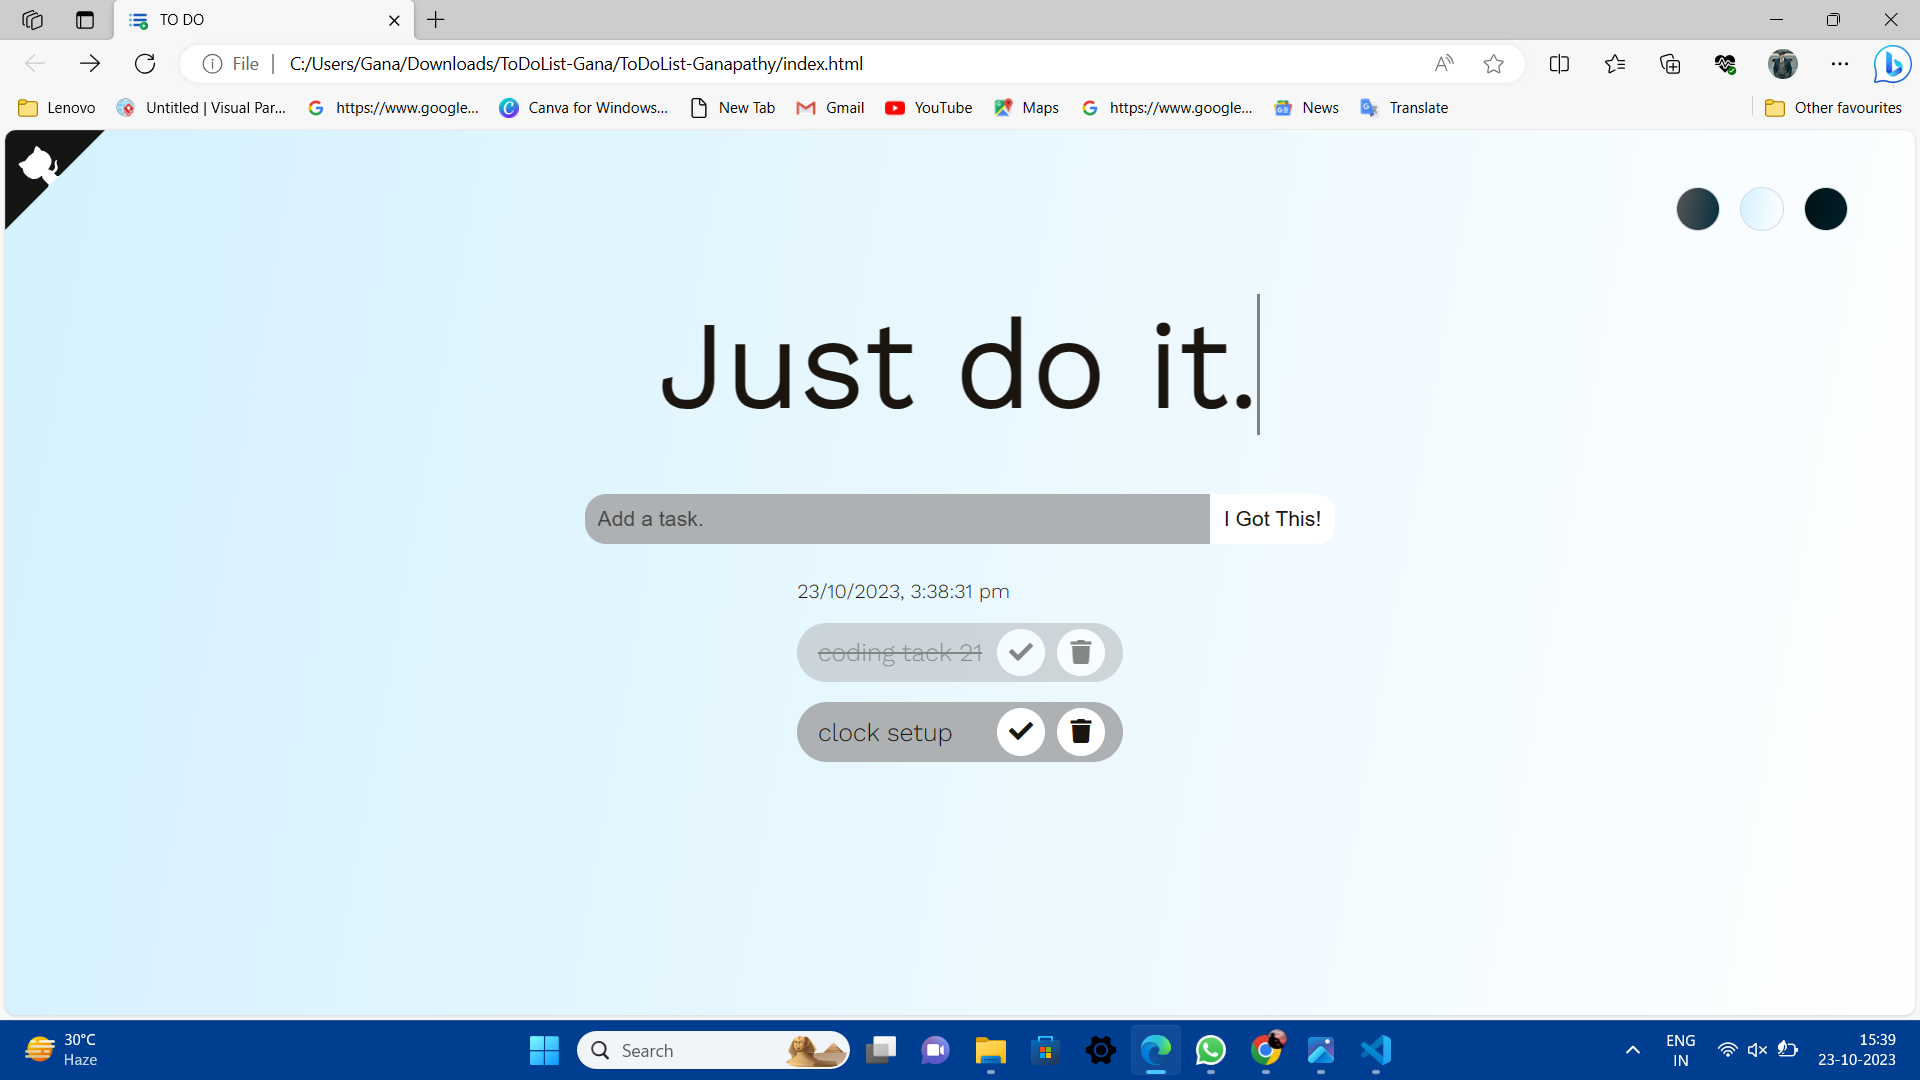 TO DO
File
C:/Users/Gana/Downloads/ToDoList-Gana/ToDoList-Ganapathy/index.html
Lenovo
Untitled | Visual Par...
https://www.google...
Canva for Windows...
New Tab
Gmail
YouTube
Maps
https://www.google...
News
Translate
Other favourites
Just do it.
Add a task.
I Got This!
23/10/2023, 3:38:31 pm
coding tack 21
clock setup
30°C
Haze
Search
ENG
IN
15:39
23-10-2023